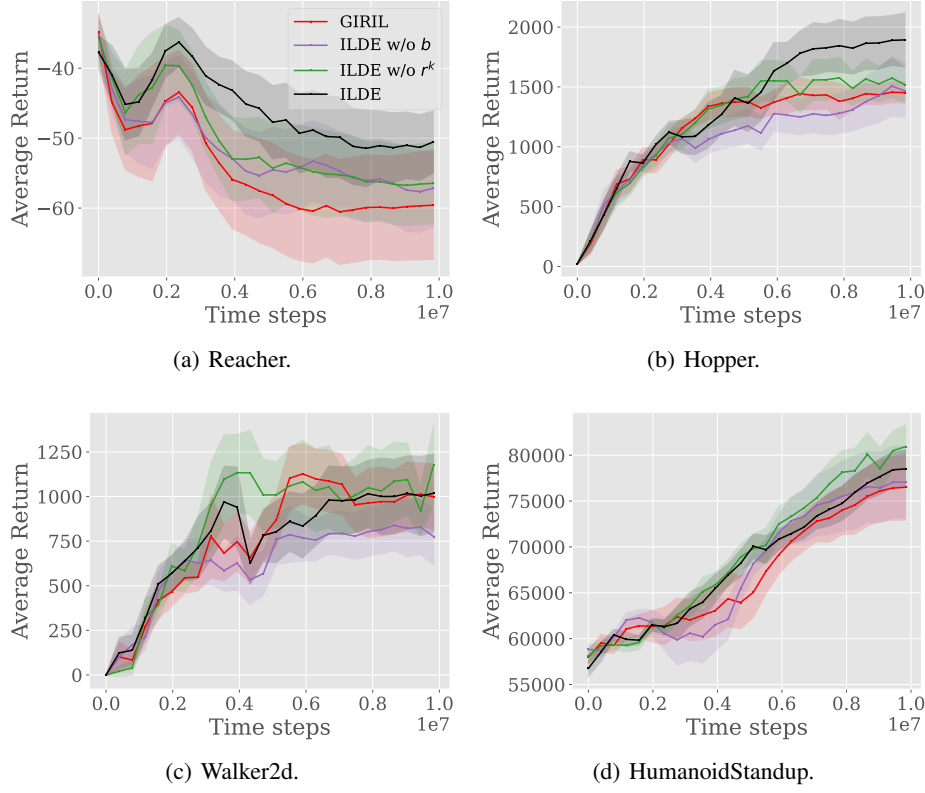 GIRIL
ILDE w/o b
ILDE w/o r^k
ILDE
Average Return
−40
−50
−60
0.0 0.2 0.4 0.6 0.8 1.0
1e7
Time steps
(a) Reacher.
Average Return
2000
1500
1000
500
0
0.0 0.2 0.4 0.6 0.8 1.0
1e7
Time steps
(b) Hopper.
Average Return
1250
1000
750
500
250
0
0.0 0.2 0.4 0.6 0.8 1.0
1e7
Time steps
(c) Walker2d.
Average Return
80000
75000
70000
65000
60000
55000
0.0 0.2 0.4 0.6 0.8 1.0
1e7
Time steps
(d) HumanoidStandup.